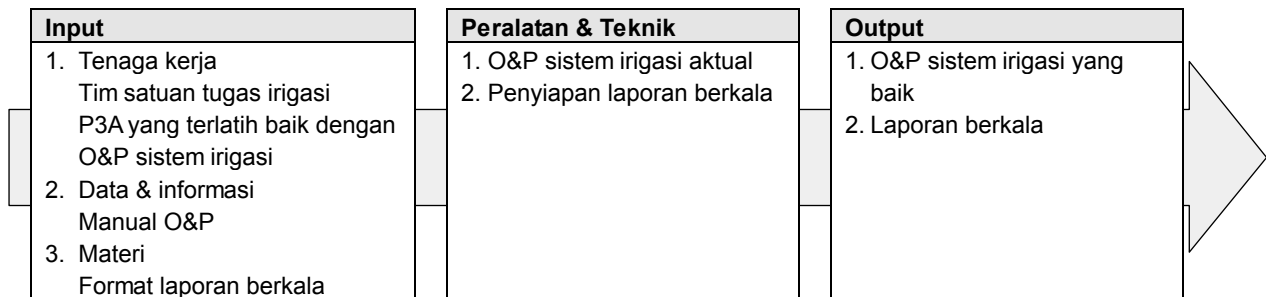 Input
1. Tenaga kerja
Tim satuan tugas irigasi
P3A yang terlatih baik dengan
O&P sistem irigasi
2. Data & informasi
Manual O&P
3. Materi
Format laporan berkala
Peralatan & Teknik
1. O&P sistem irigasi aktual
2. Penyiapan laporan berkala
Output
1. O&P sistem irigasi yang
baik
2. Laporan berkala